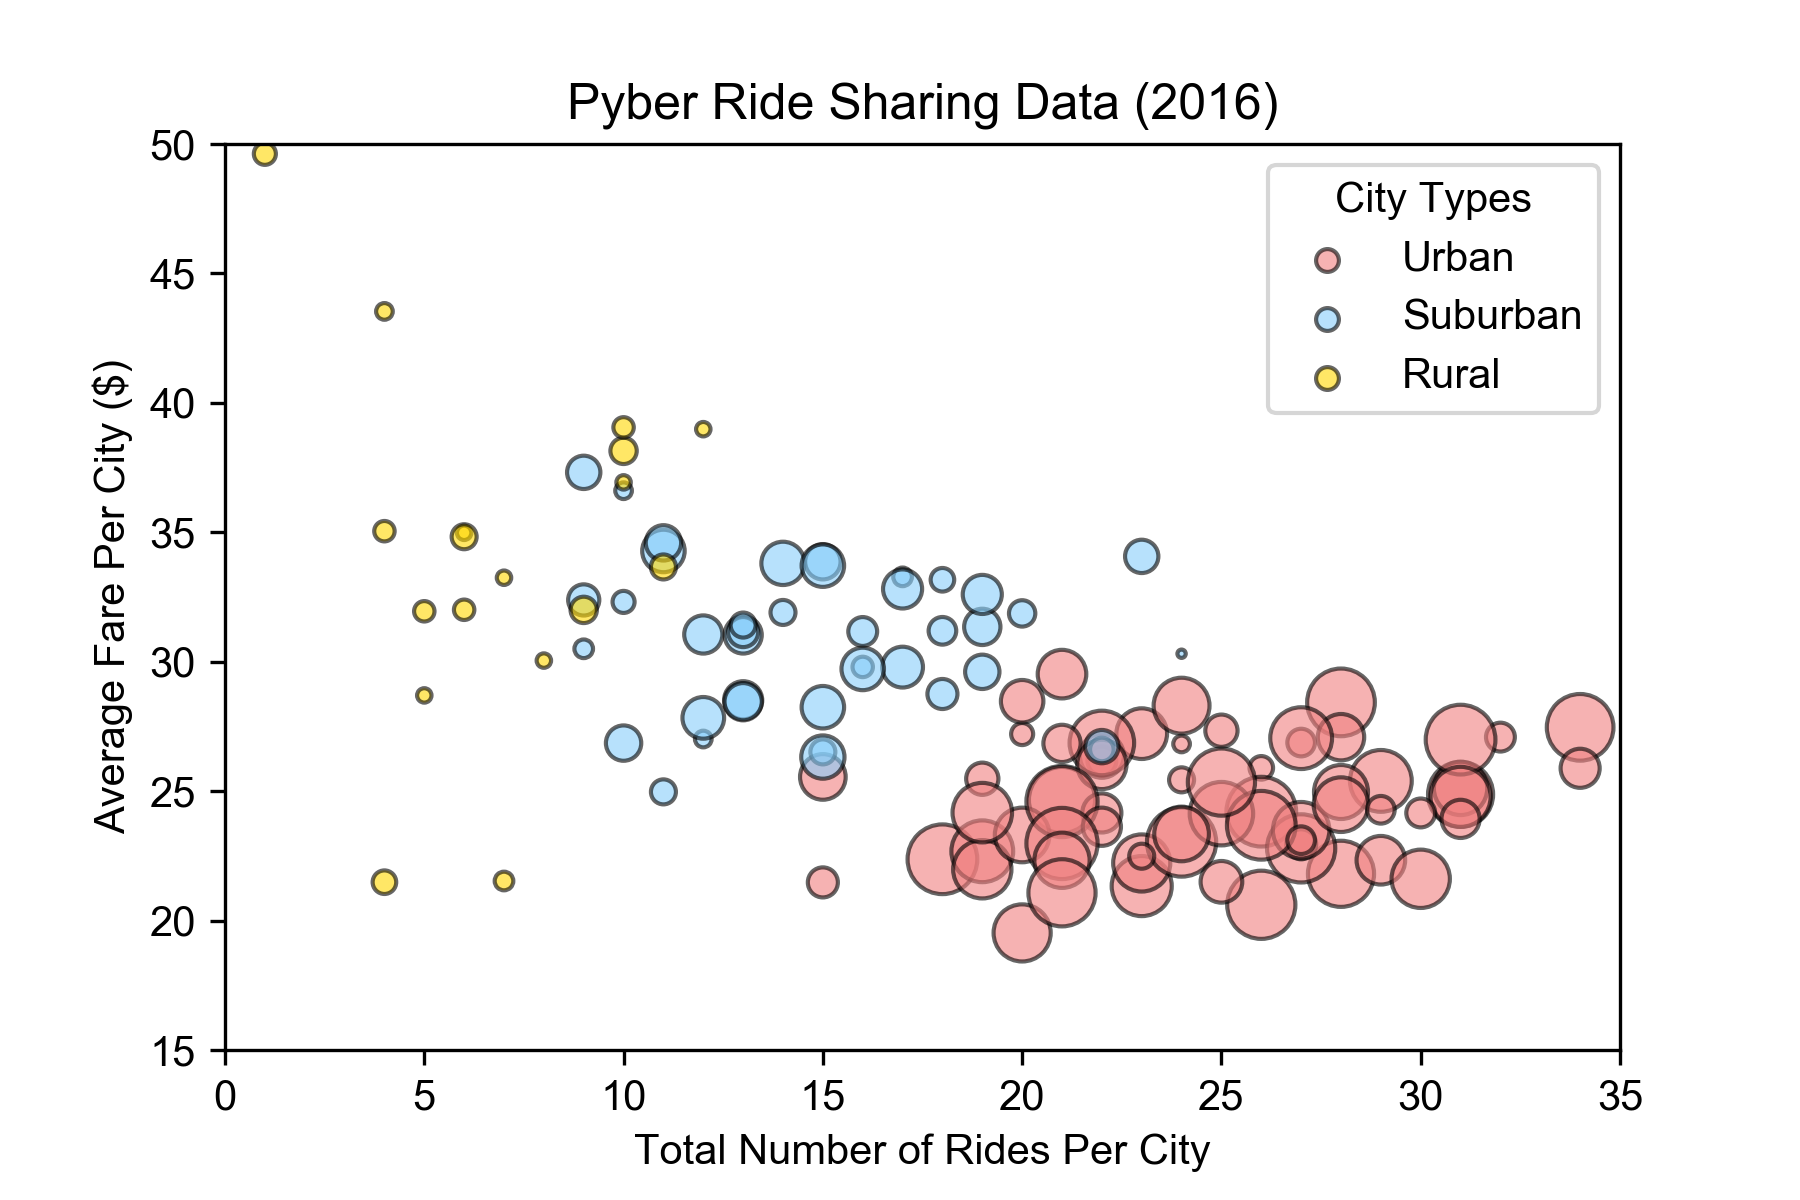 Pyber Ride Sharing Data (2016)
50
45
40
35
30
25
20
15
Average Fare Per City ($)
City Types
Urban
Suburban
Rural
0 5 10 15 20 25 30 35
Total Number of Rides Per City